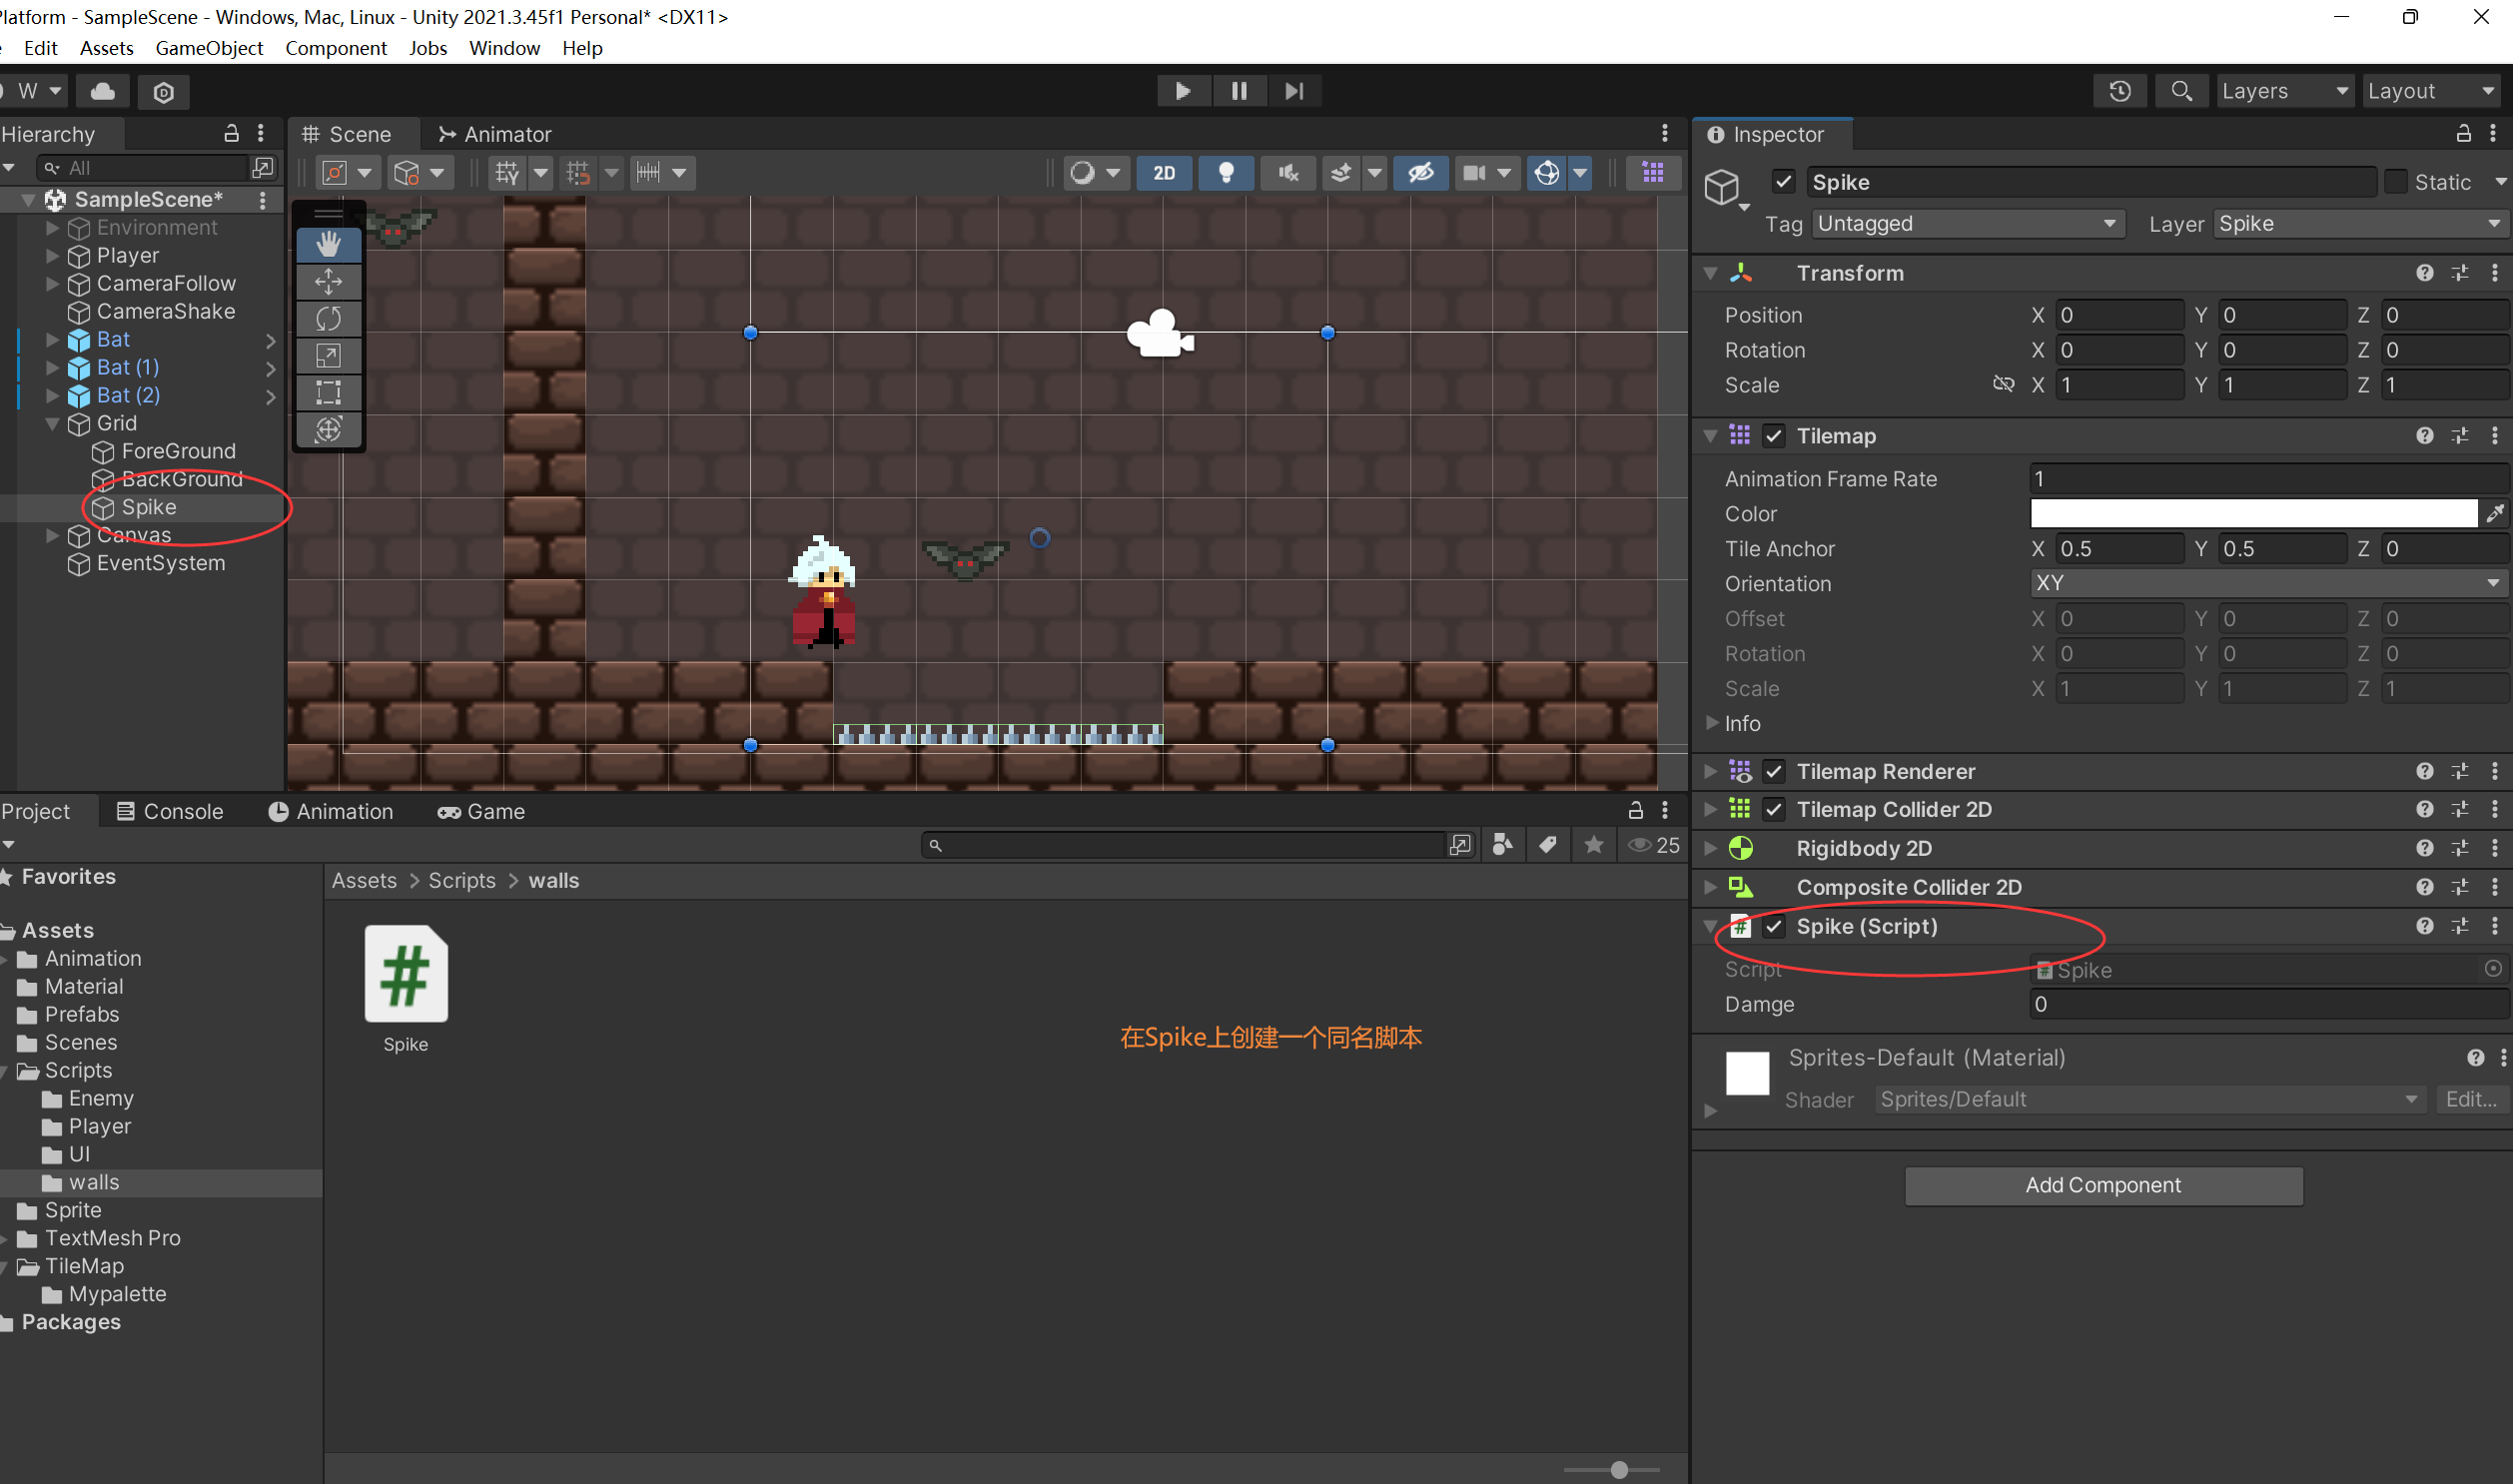 Platform - SampleScene - Windows, Mac, Linux - Unity 2021.3.45f1 Personal* <DX11>
Edit Assets GameObject Component Jobs Window Help
W Layers Layout
Hierarchy
All
SampleScene*
Environment
Player
CameraFollow
CameraShake
Bat
Bat (1)
Bat (2)
Grid
ForeGround
BackGround
Spike
Canvas
EventSystem
Scene Animator
2D
Inspector
Spike Static
Tag Untagged Layer Spike
Transform
Position X 0 Y 0 Z 0
Rotation X 0 Y 0 Z 0
Scale X 1 Y 1 Z 1
Tilemap
Animation Frame Rate 1
Color
Tile Anchor X 0.5 Y 0.5 Z 0
Orientation XY
Offset X 0 Y 0 Z 0
Rotation X 0 Y 0 Z 0
Scale X 1 Y 1 Z 1
Info
Tilemap Renderer
Tilemap Collider 2D
Rigidbody 2D
Composite Collider 2D
# Spike (Script)
Script # Spike
Damge 0
Sprites-Default (Material)
Shader Sprites/Default Edit...
Add Component
Project Console Animation Game
25
Favorites
Assets
Animation
Material
Prefabs
Scenes
Scripts
Enemy
Player
UI
walls
Sprite
TextMesh Pro
TileMap
Mypalette
Packages
Assets > Scripts > walls
#
Spike
在Spike上创建一个同名脚本